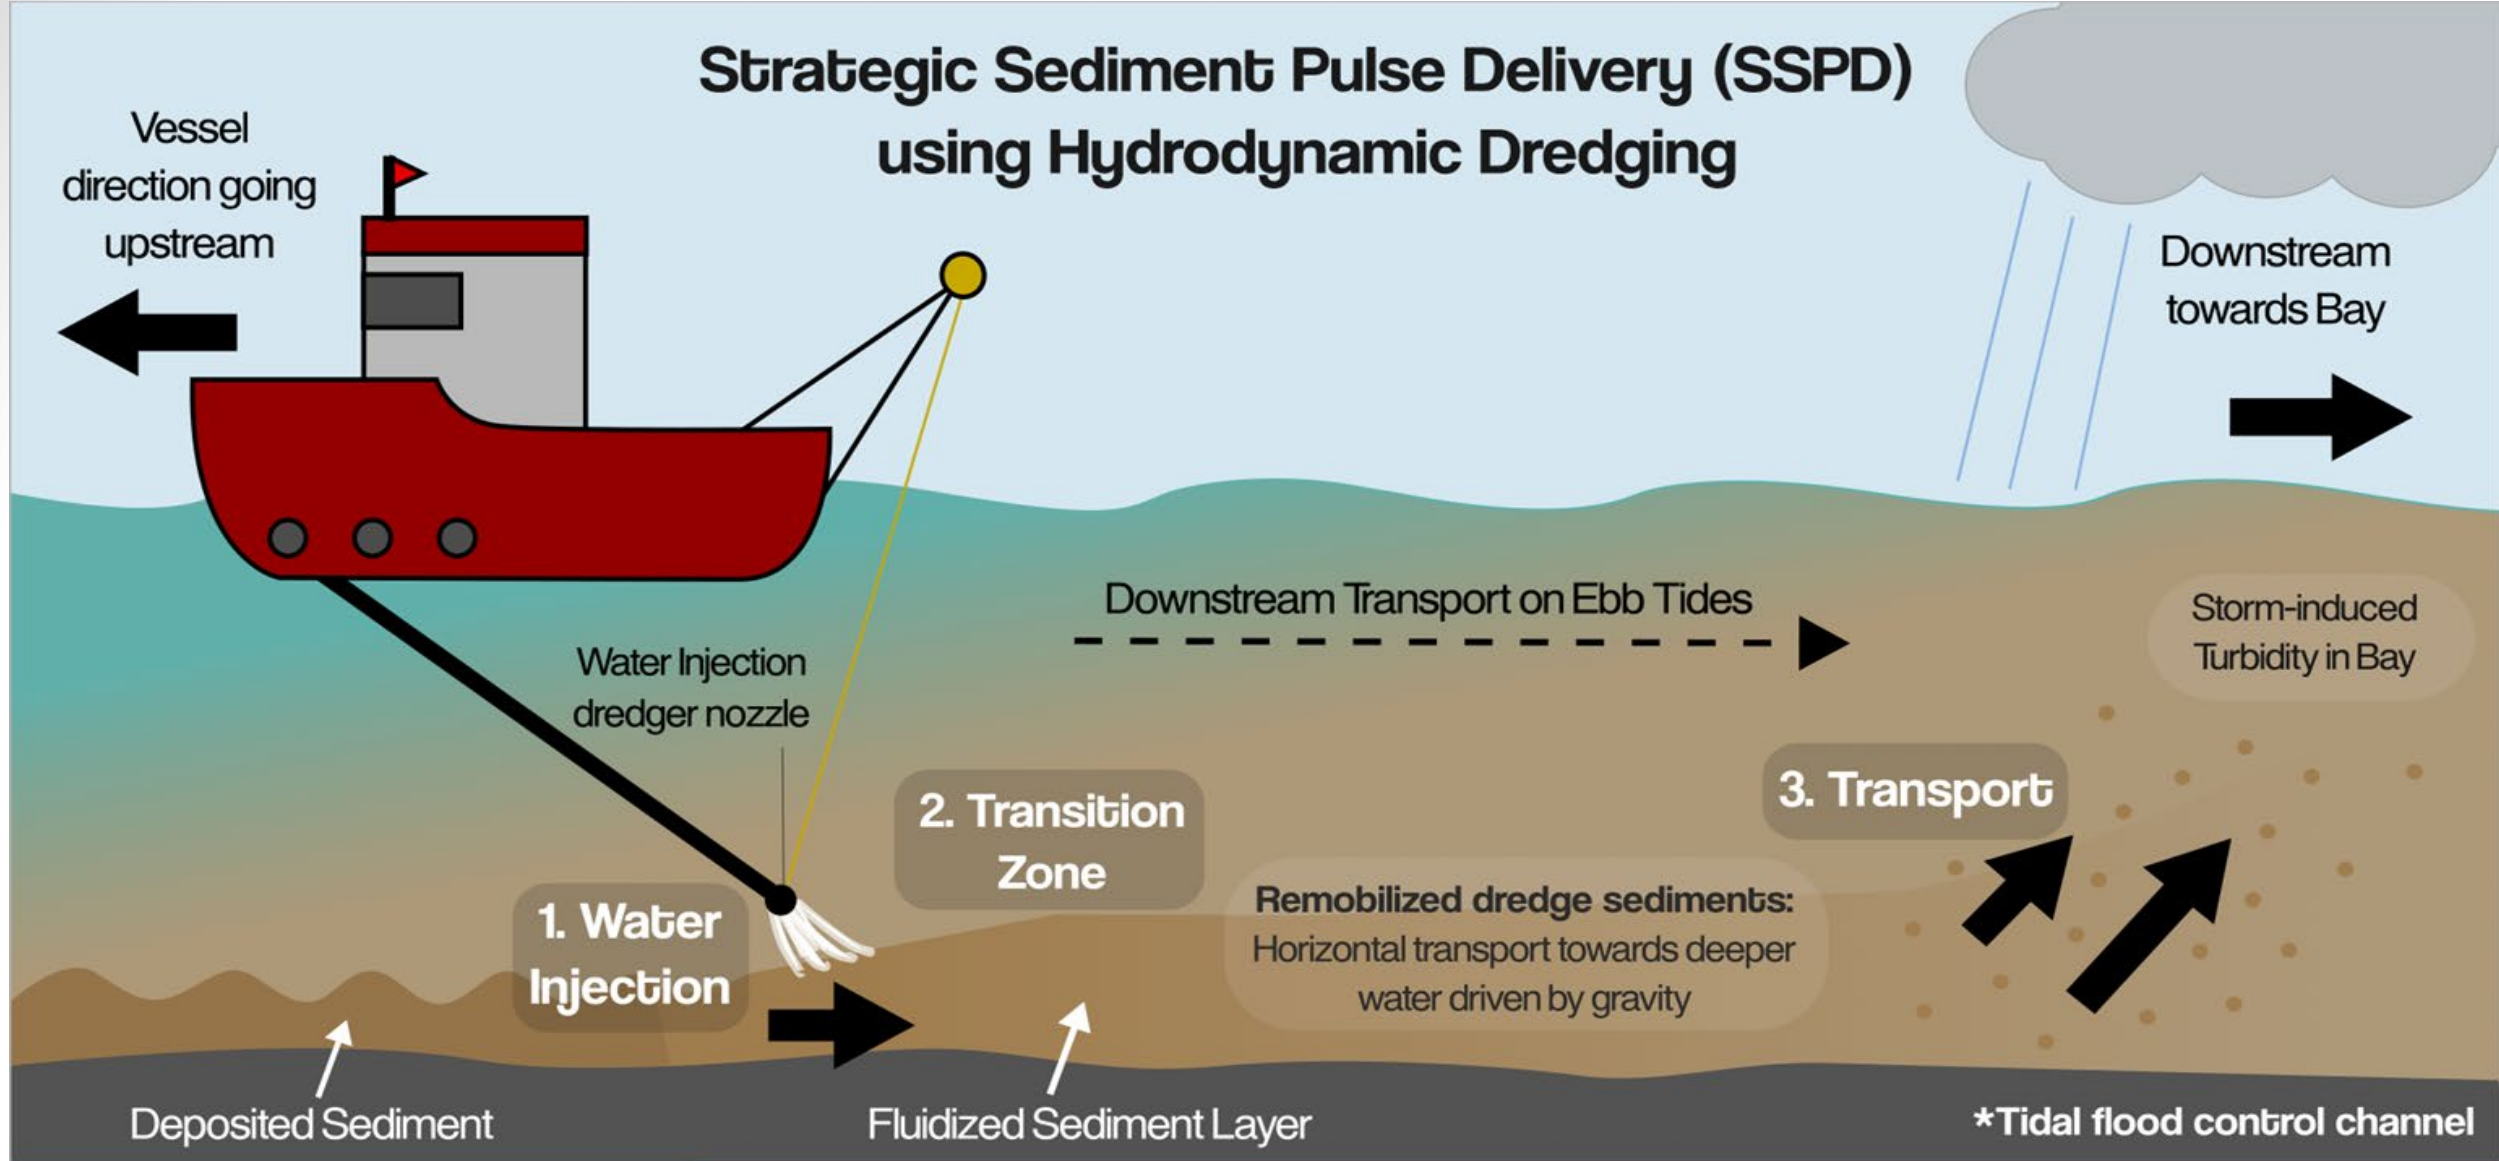 Strategic Sediment Pulse Delivery (SSPD)
using Hydrodynamic Dredging
Vessel
direction going
upstream
Downstream
towards Bay
Downstream Transport on Ebb Tides
Storm-induced
Turbidity in Bay
Water Injection
dredger nozzle
1. Water
Injection
2. Transition
Zone
3. Transport
Remobilized dredge sediments:
Horizontal transport towards deeper
water driven by gravity
Deposited Sediment
Fluidized Sediment Layer
*Tidal flood control channel